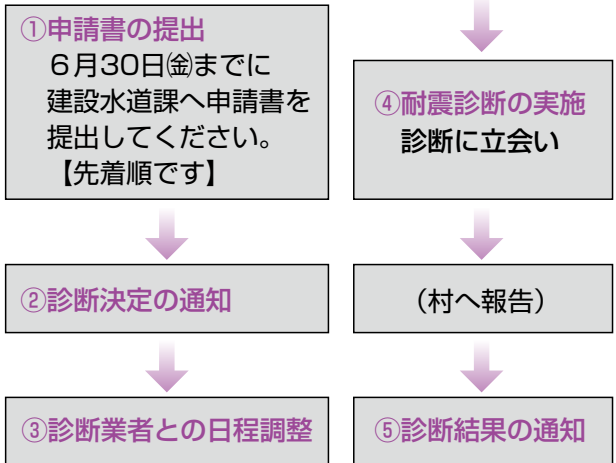 ①申請書の提出
６月30日㈮までに
建設水道課へ申請書を
提出してください。
【先着順です】
②診断決定の通知
③診断業者との日程調整
④耐震診断の実施
診断に立会い
（村へ報告）
⑤診断結果の通知